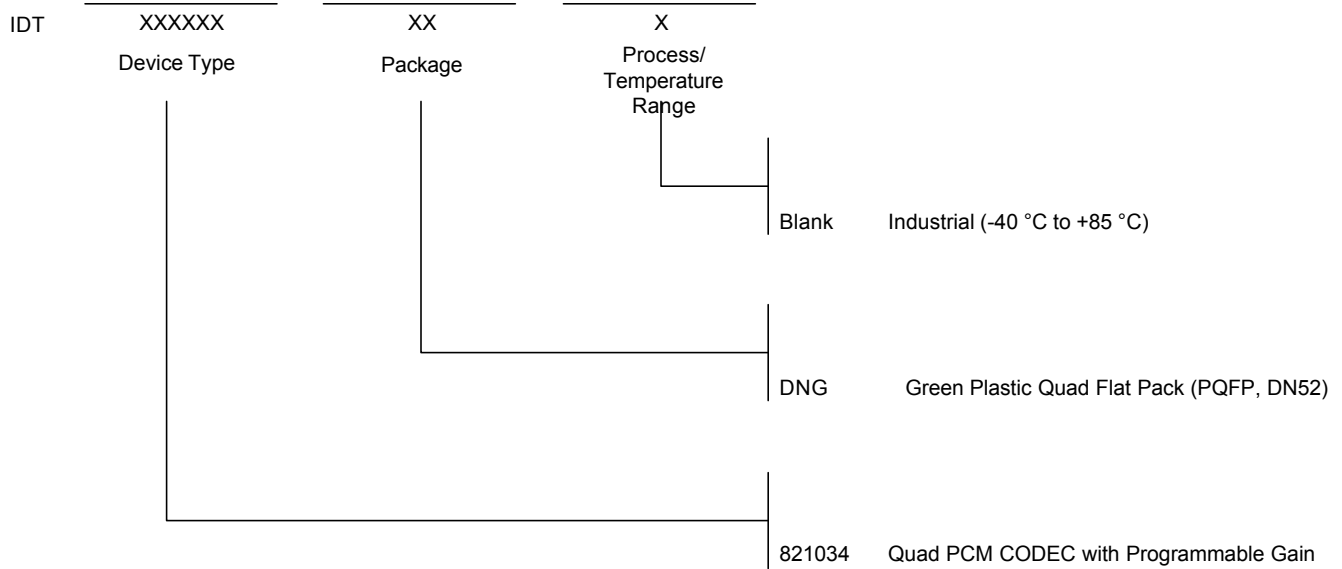 IDT XXXXXX XX X
Device Type Package Process/
Temperature
Range
Blank Industrial (-40 °C to +85 °C)
DNG Green Plastic Quad Flat Pack (PQFP, DN52)
821034 Quad PCM CODEC with Programmable Gain